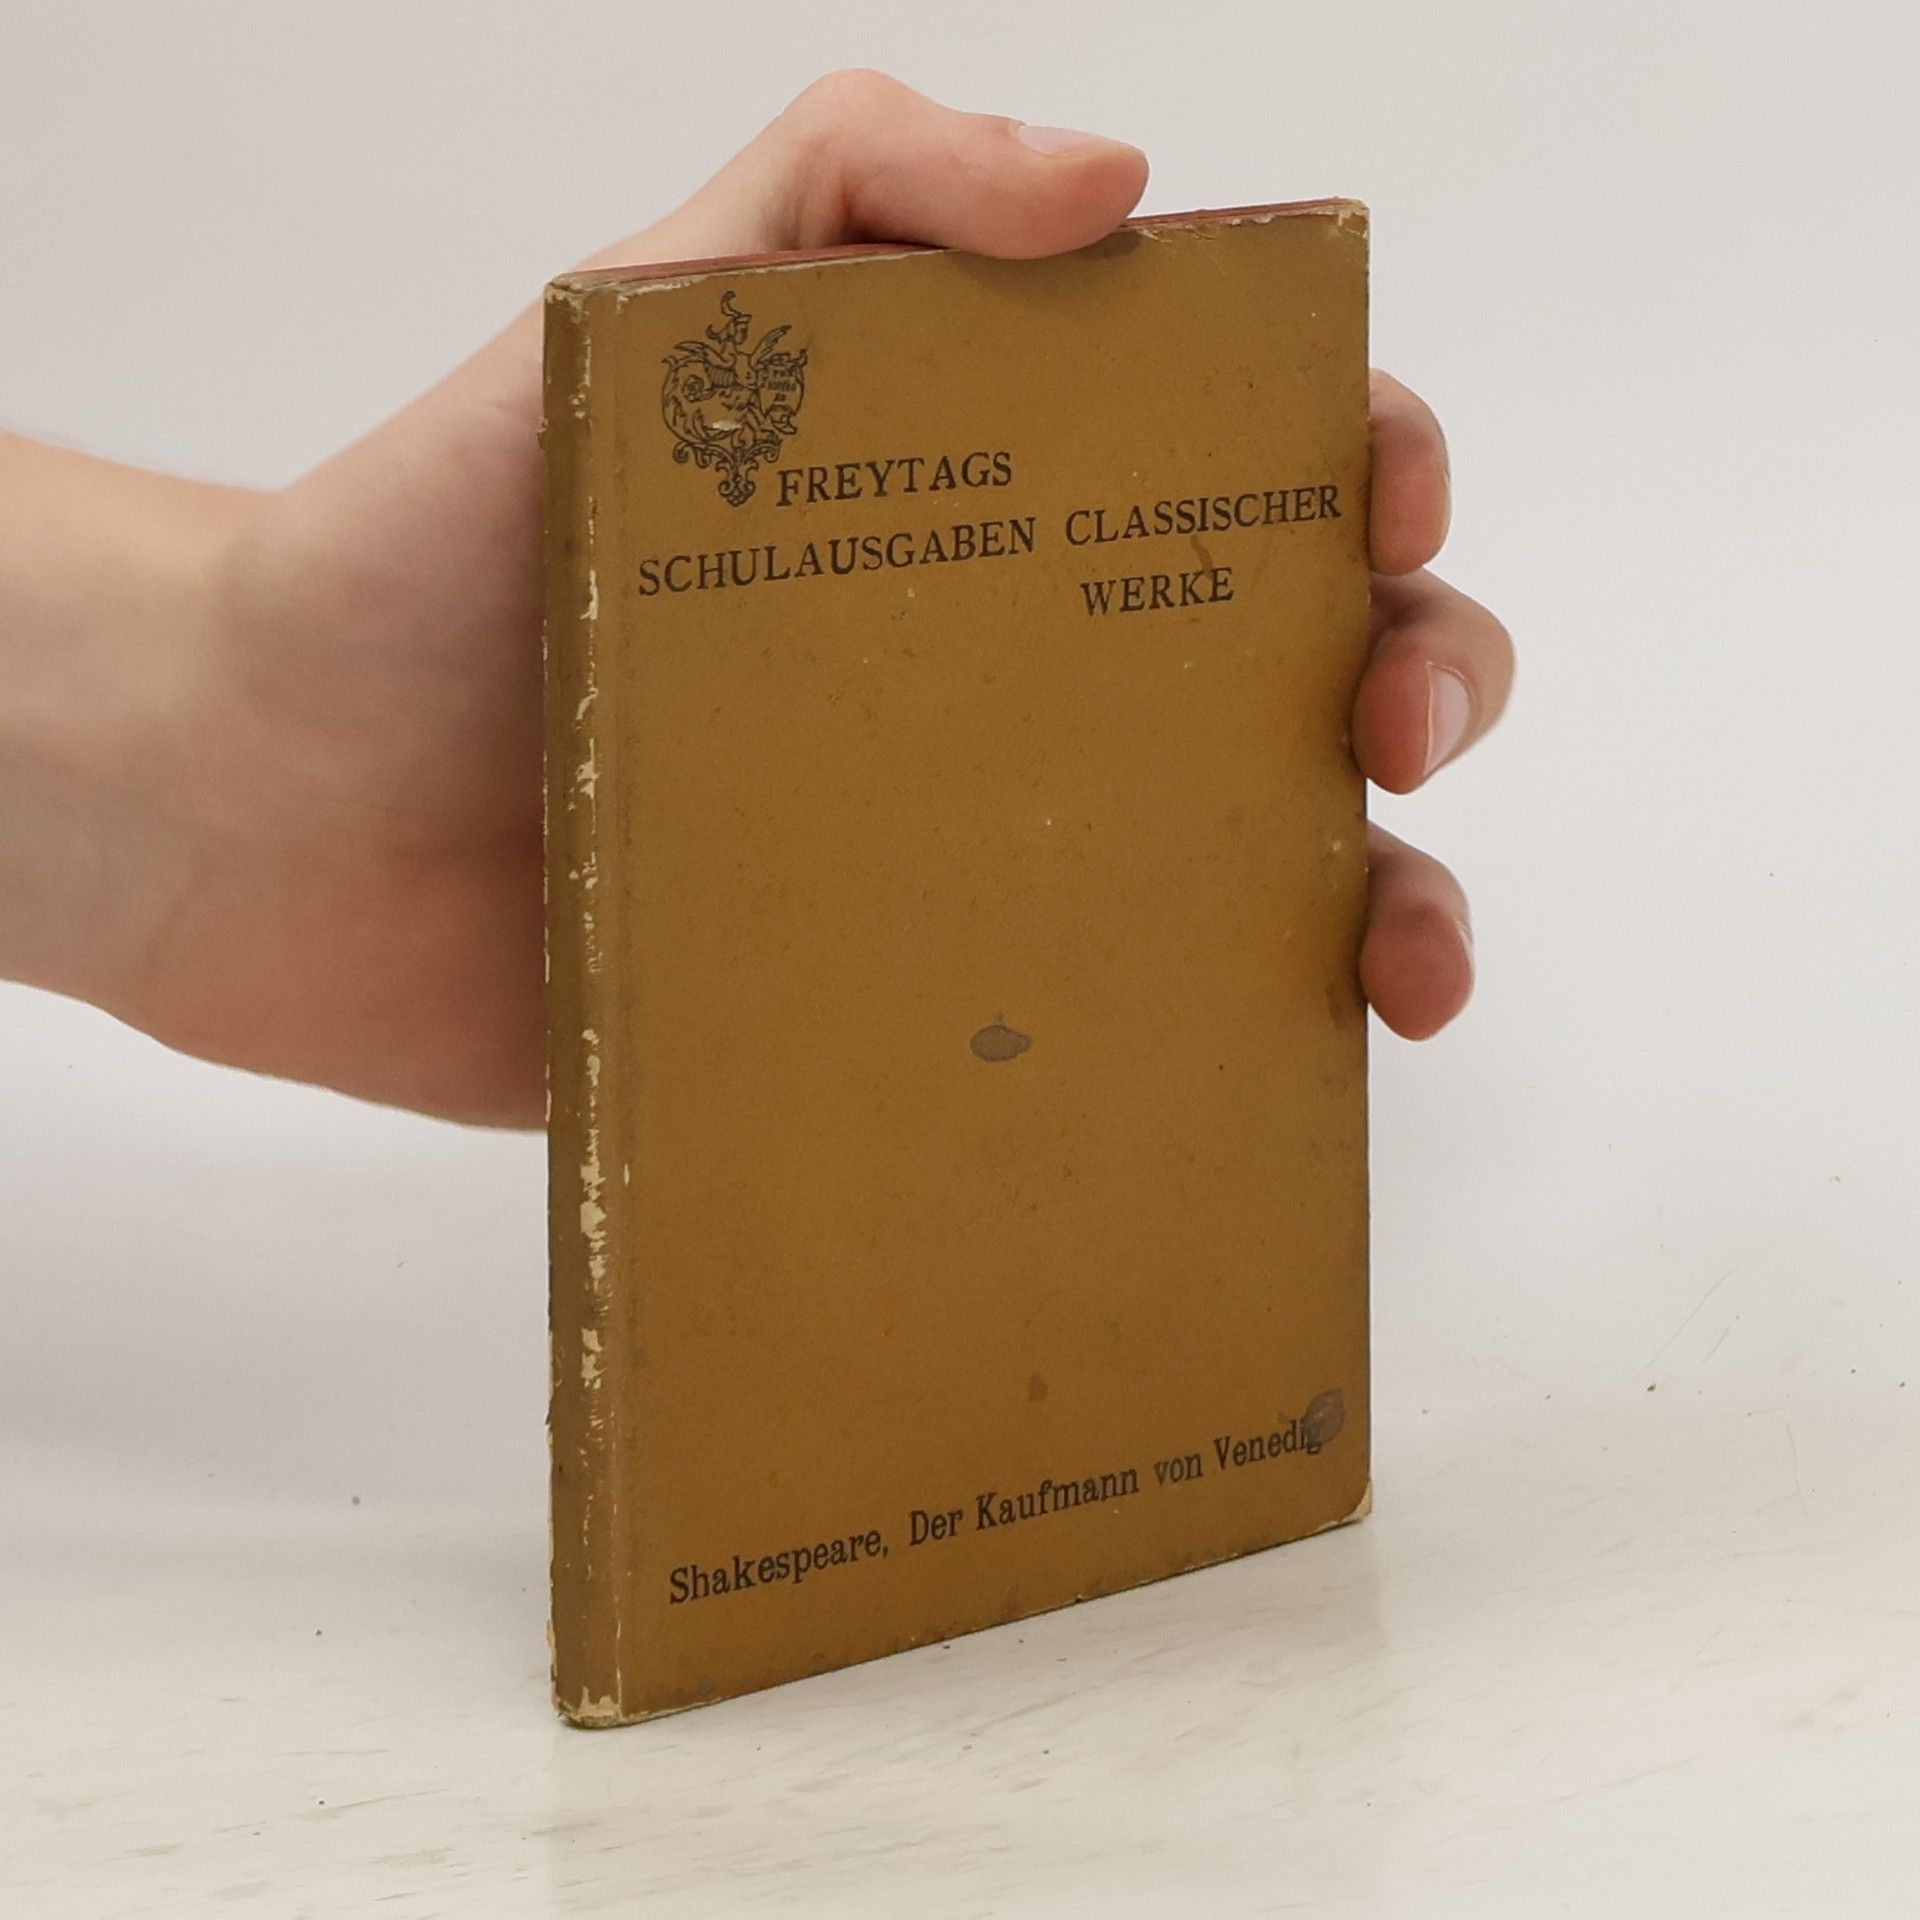 FREYTAGS
SCHULAUSGABEN CLASSISCHER
WERKE
Shakespeare, Der Kaufmann von Venedig